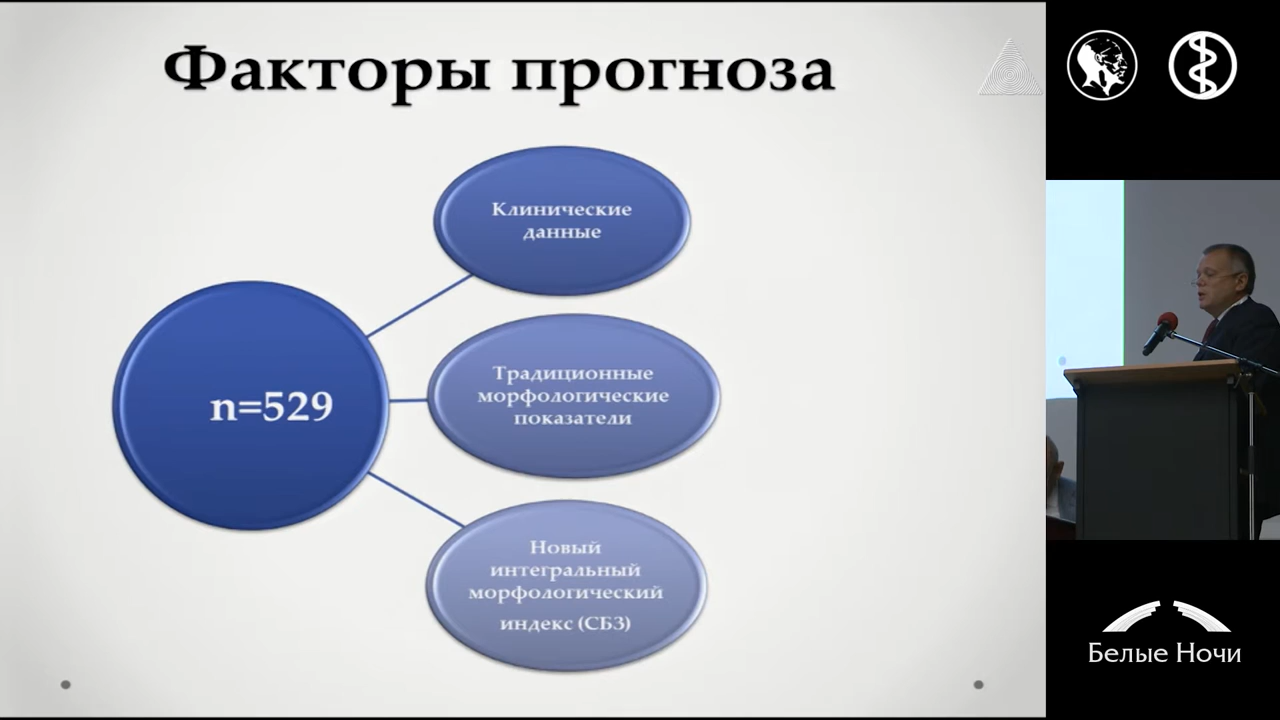 Факторы прогноза
Клинические
данные
n=529
Традиционные
морфологические
показатели
Новый
интегральный
морфологический
индекс (СБЗ)
Белые Ночи